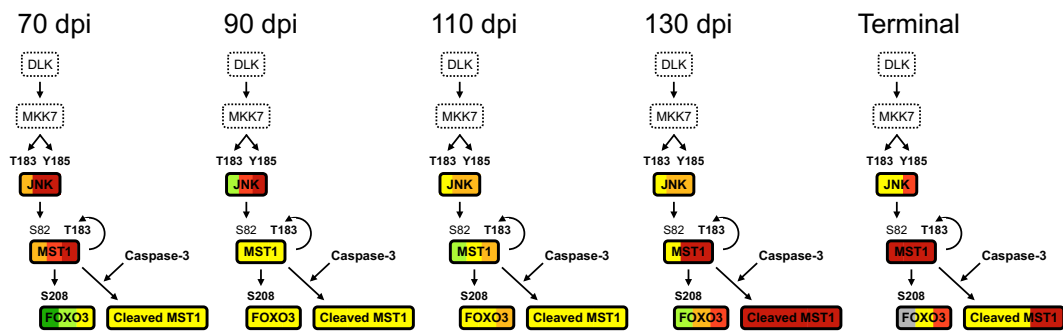 70 dpi 90 dpi 110 dpi 130 dpi Terminal
DLK DLK DLK DLK DLK
MKK7 MKK7 MKK7 MKK7 MKK7
T183 Y185 T183 Y185 T183 Y185 T183 Y185 T183 Y185
JNK JNK JNK JNK JNK
S82 T183 S82 T183 S82 T183 S82 T183 S82 T183
MST1 MST1 MST1 MST1 MST1
Caspase-3 Caspase-3 Caspase-3 Caspase-3 Caspase-3
S208 S208 S208 S208 S208
FOXO3 Cleaved MST1 FOXO3 Cleaved MST1 FOXO3 Cleaved MST1 FOXO3 Cleaved MST1 FOXO3 Cleaved MST1